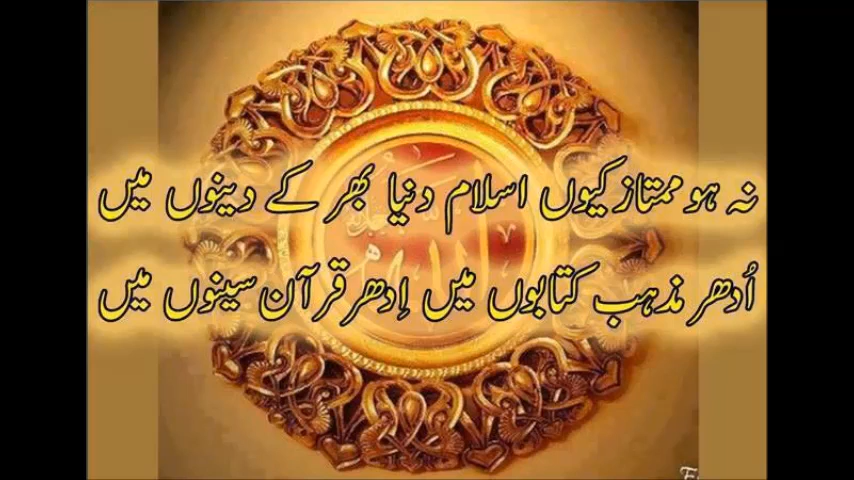 نہ ہو ممتاز کیوں اسلام دنیا بھر کے دینوں میں
اُدھر مذہب کتابوں میں اِدھر قرآن سینوں میں